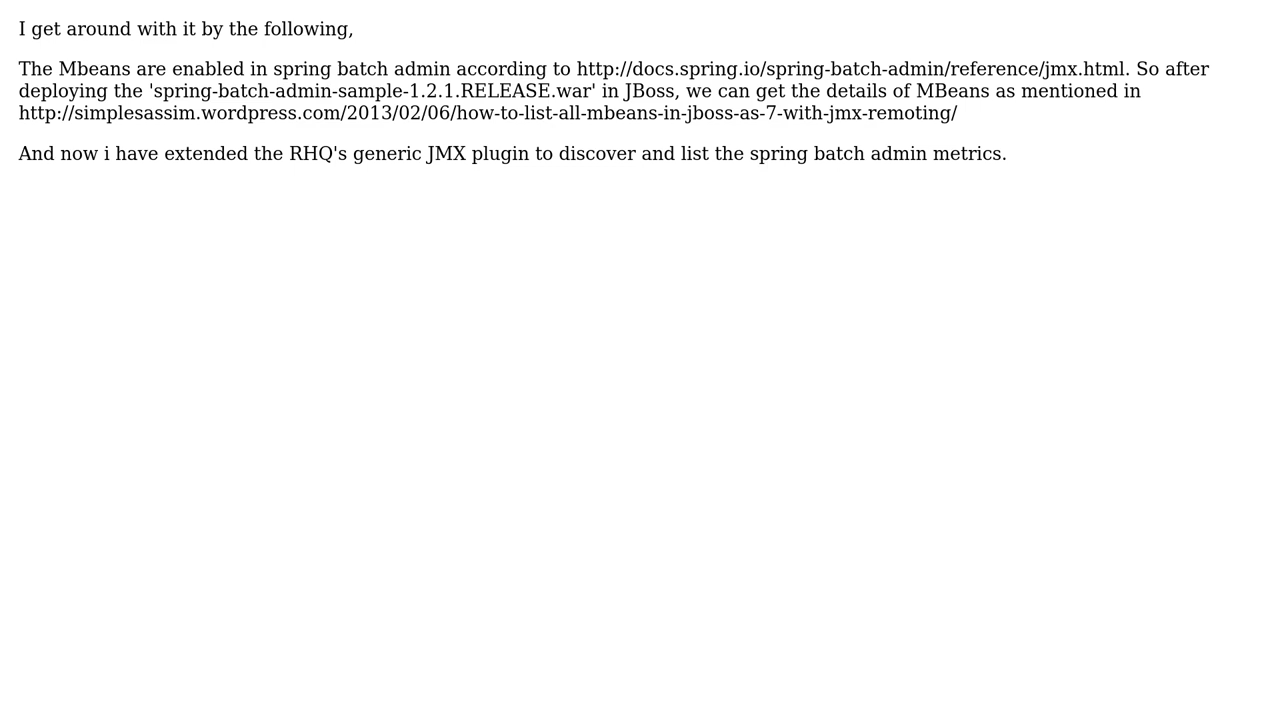 I get around with it by the following,
The Mbeans are enabled in spring batch admin according to http://docs.spring.io/spring-batch-admin/reference/jmx.html. So after
deploying the 'spring-batch-admin-sample-1.2.1.RELEASE.war' in JBoss, we can get the details of MBeans as mentioned in
http://simplesassim.wordpress.com/2013/02/06/how-to-list-all-mbeans-in-jboss-as-7-with-jmx-remoting/
And now i have extended the RHQ's generic JMX plugin to discover and list the spring batch admin metrics.